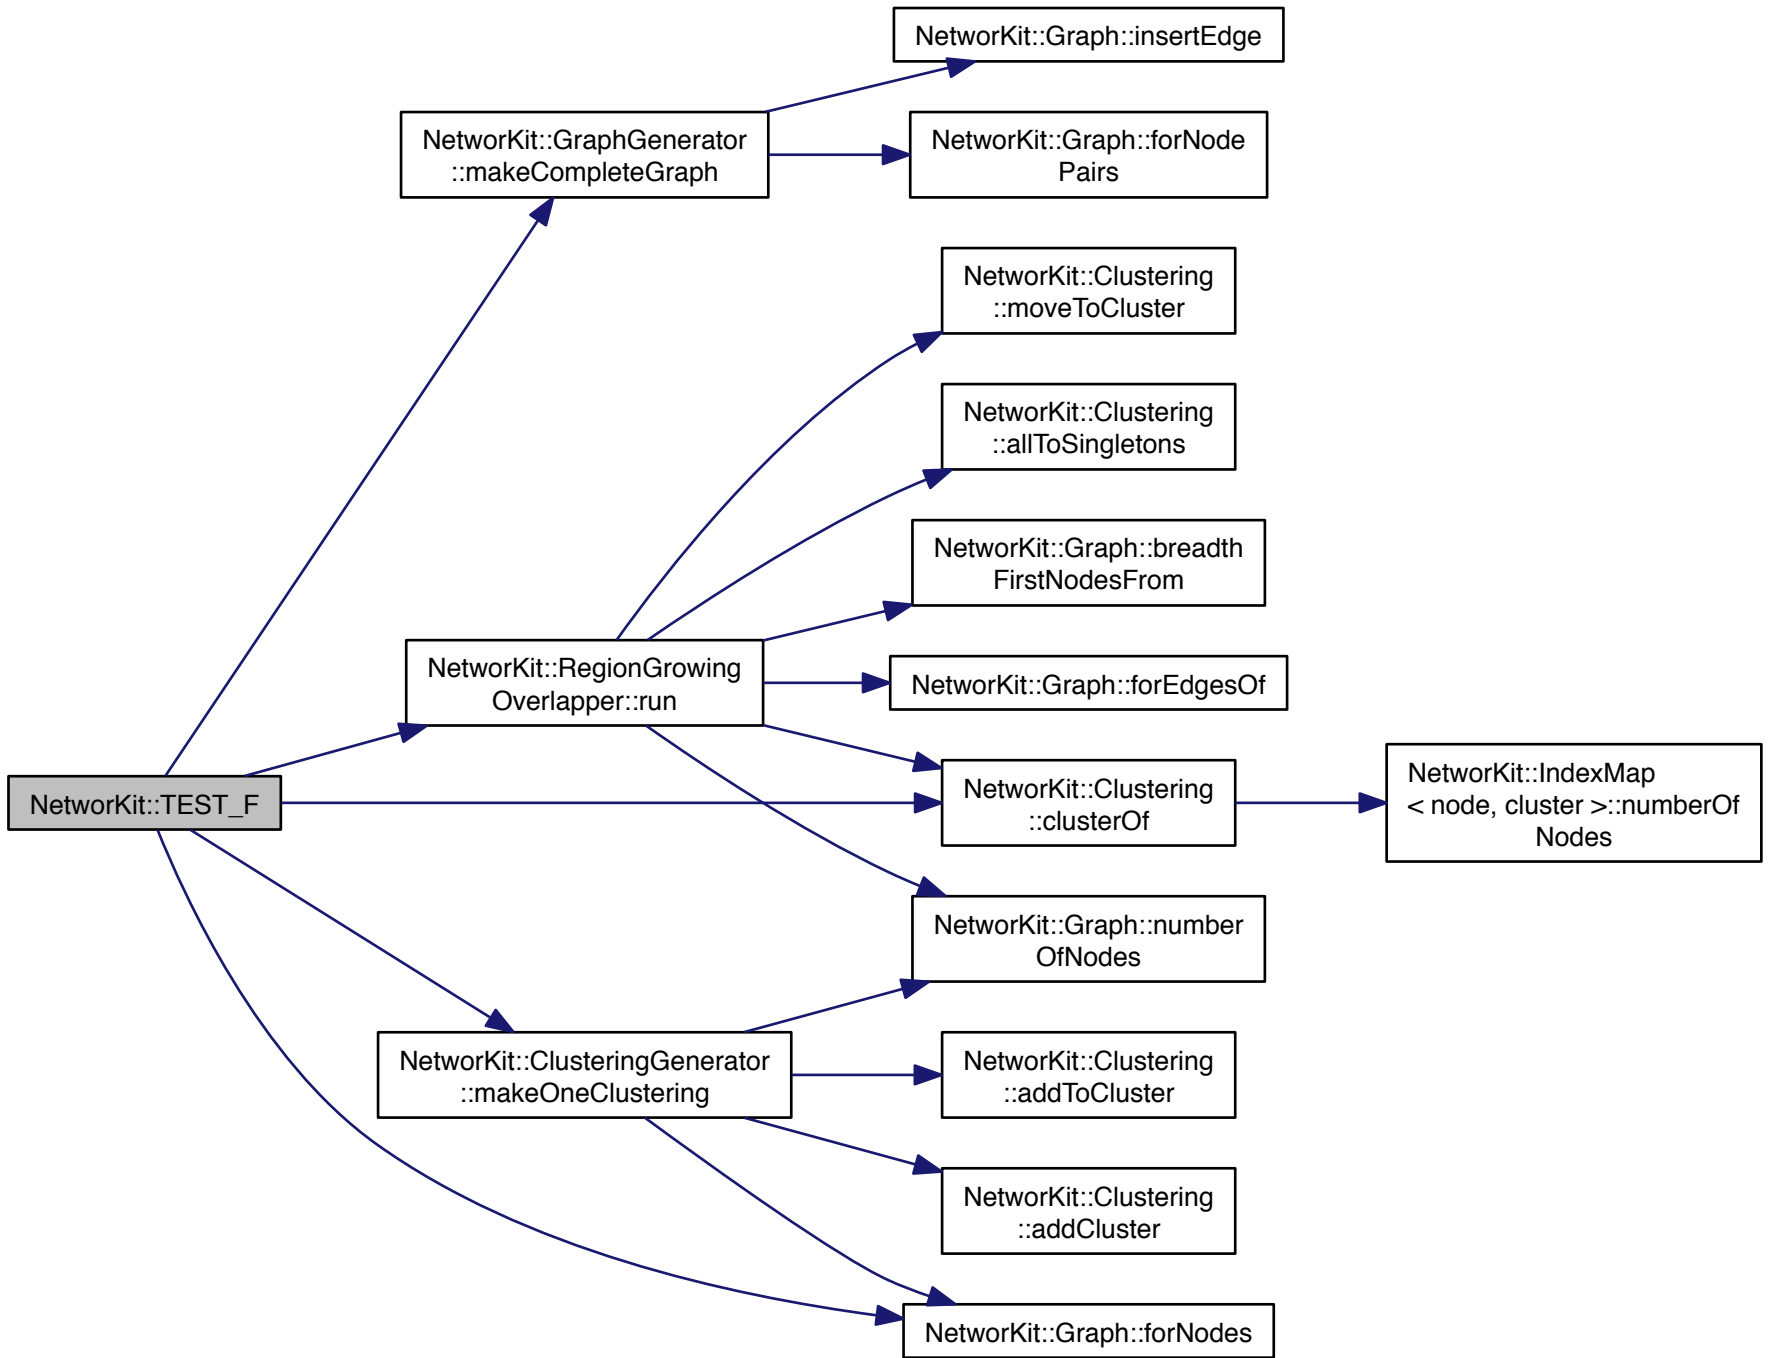 NetworKit::Graph::insertEdge
NetworKit::GraphGenerator
::makeCompleteGraph
NetworKit::Graph::forNode
Pairs
NetworKit::Clustering
::moveToCluster
NetworKit::Clustering
::allToSingletons
NetworKit::Graph::breadth
FirstNodesFrom
NetworKit::RegionGrowing
Overlapper::run
NetworKit::Graph::forEdgesOf
NetworKit::TEST_F
NetworKit::Clustering
::clusterOf
NetworKit::IndexMap
< node, cluster >::numberOf
Nodes
NetworKit::Graph::number
OfNodes
NetworKit::ClusteringGenerator
::makeOneClustering
NetworKit::Clustering
::addToCluster
NetworKit::Clustering
::addCluster
NetworKit::Graph::forNodes